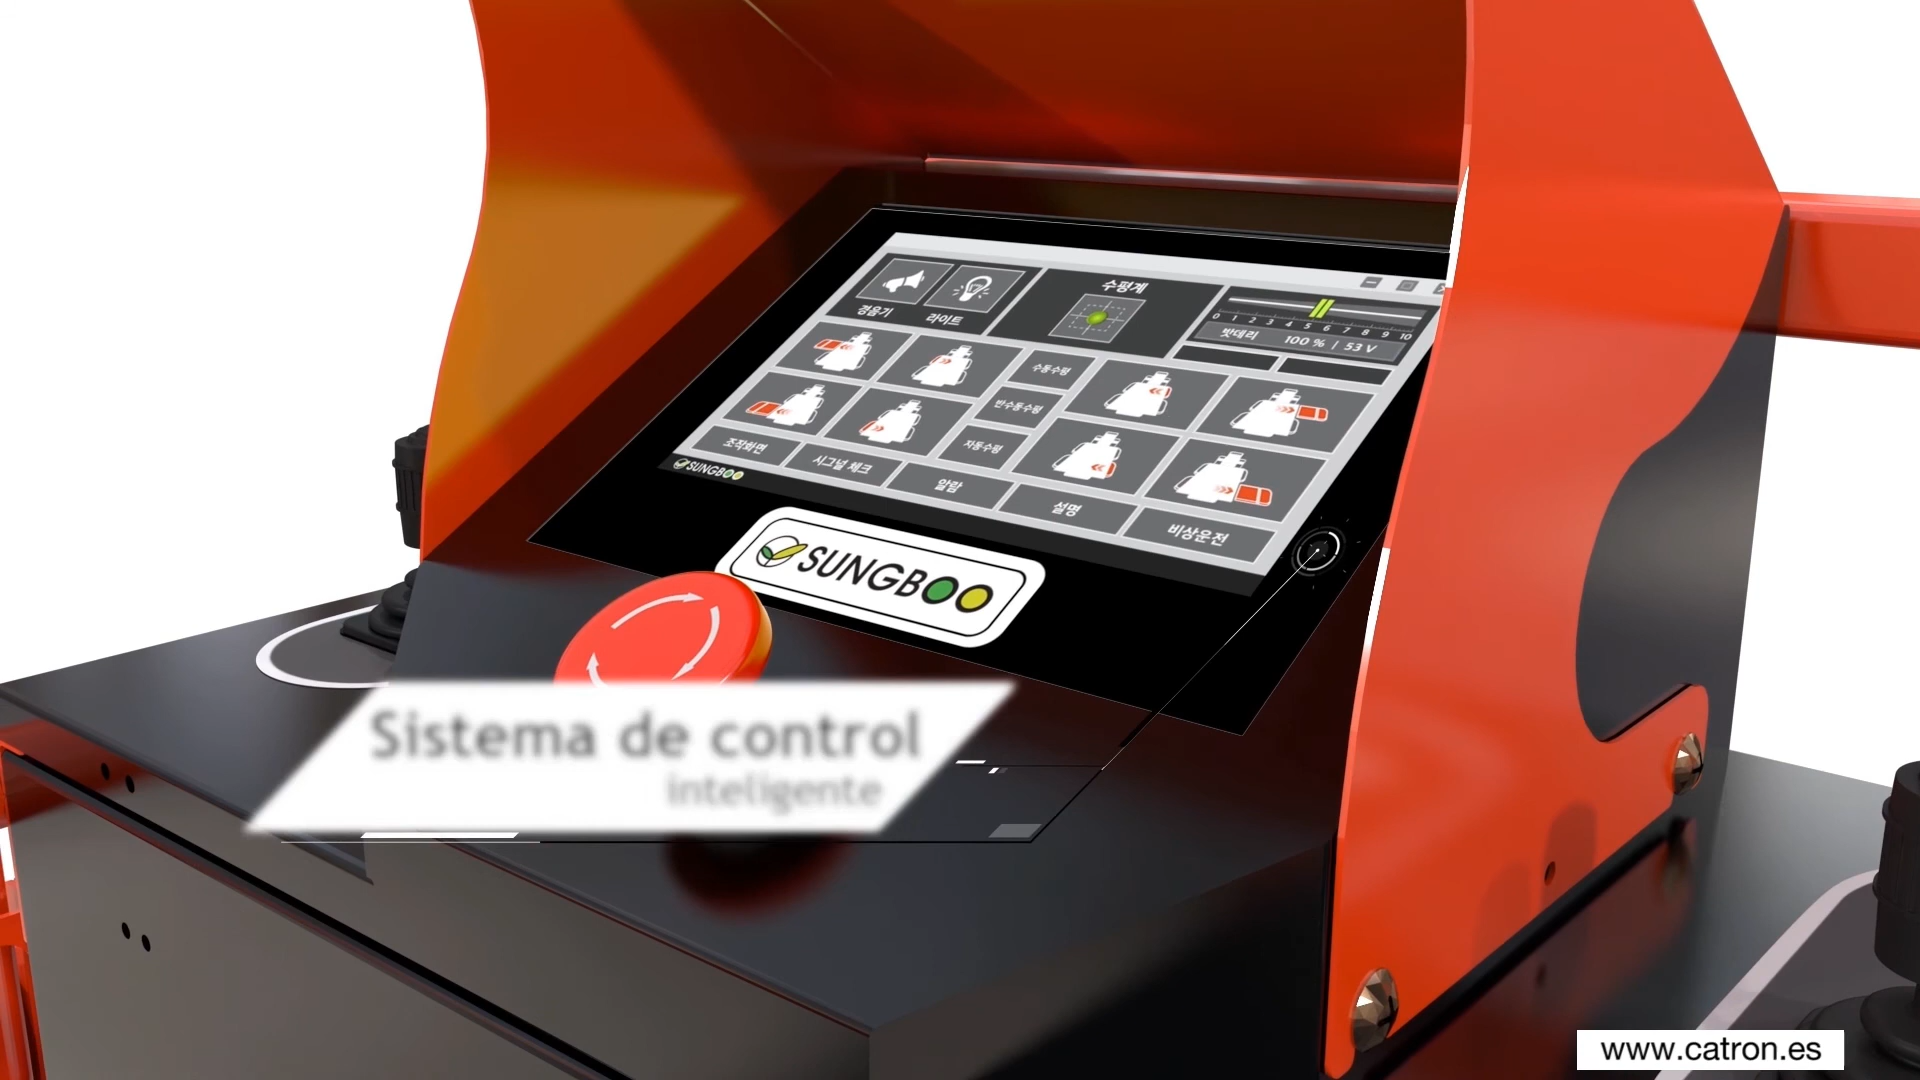 수평계
경음기
라이트
0 1 2 3 4 5 6 7 8 9 10
밧데리 100 % / 53 V
수동수평
반수동수평
자동수평
조작화면
시그널 체크
알람
설명
비상운전
SUNGBOO
SUNGBOO
Sistema de control
inteligente
www.catron.es